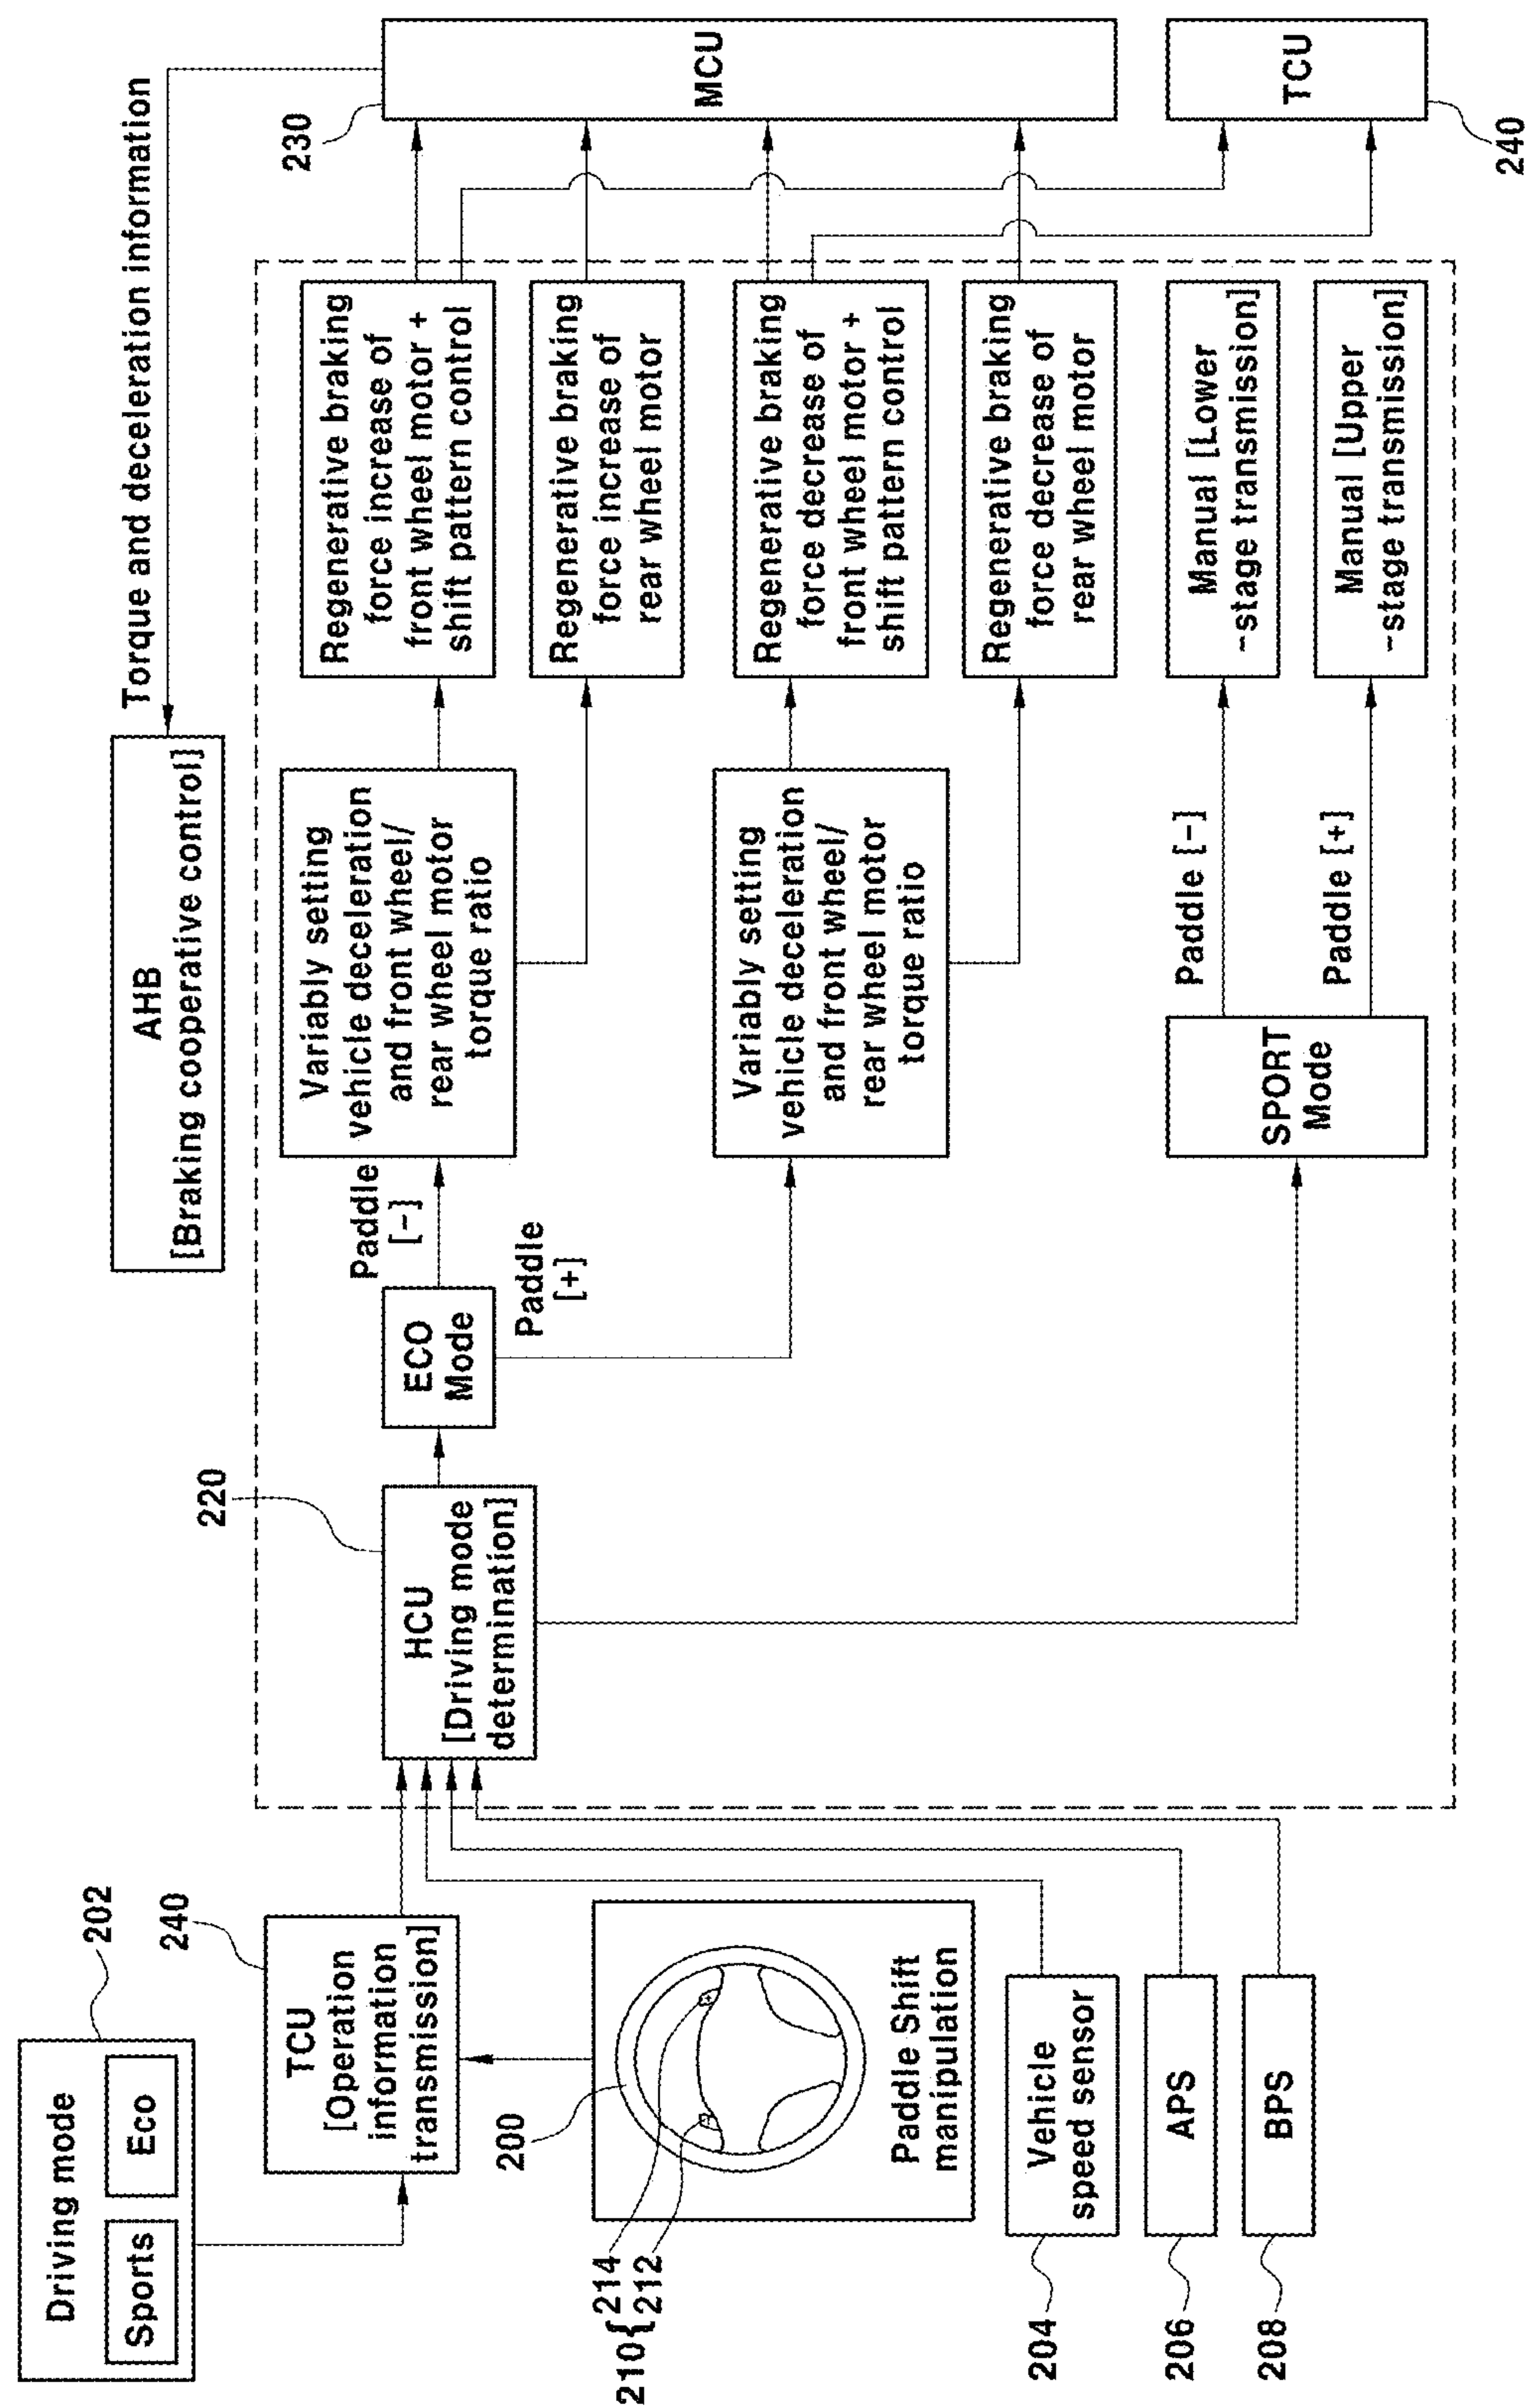 Driving mode
Sports
Eco
202
TCU
[Operation
information
transmission]
240
200
210{
214
212
Paddle Shift
manipulation
Vehicle
speed sensor
204
APS
206
BPS
208
HCU
[Driving mode
determination]
220
ECO
Mode
Paddle
[-]
Paddle
[+]
AHB
[Braking cooperative control]
Torque and deceleration information
Variably setting
vehicle deceleration
and front wheel/
rear wheel motor
torque ratio
Variably setting
vehicle deceleration
and front wheel/
rear wheel motor
torque ratio
SPORT
Mode
Paddle [-]
Paddle [+]
Regenerative braking
force increase of
front wheel motor +
shift pattern control
Regenerative braking
force increase of
rear wheel motor
Regenerative braking
force decrease of
front wheel motor +
shift pattern control
Regenerative braking
force decrease of
rear wheel motor
Manual [Lower
-stage transmission]
Manual [Upper
-stage transmission]
230
MCU
TCU
240